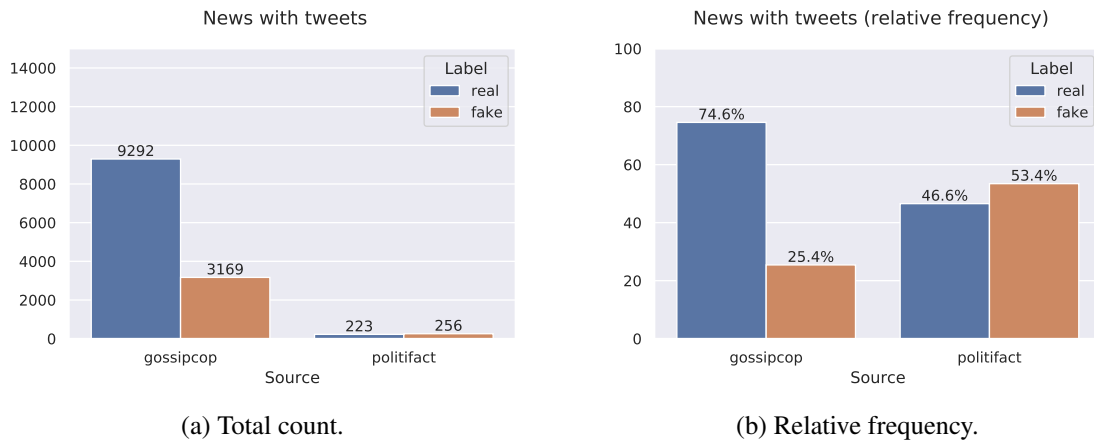 News with tweets
14000
12000
10000
8000
6000
4000
2000
0
Label
real
fake
9292
3169
223
256
gossipcop
politifact
Source
(a) Total count.
News with tweets (relative frequency)
100
80
60
40
20
0
Label
real
fake
74.6%
25.4%
46.6%
53.4%
gossipcop
politifact
Source
(b) Relative frequency.